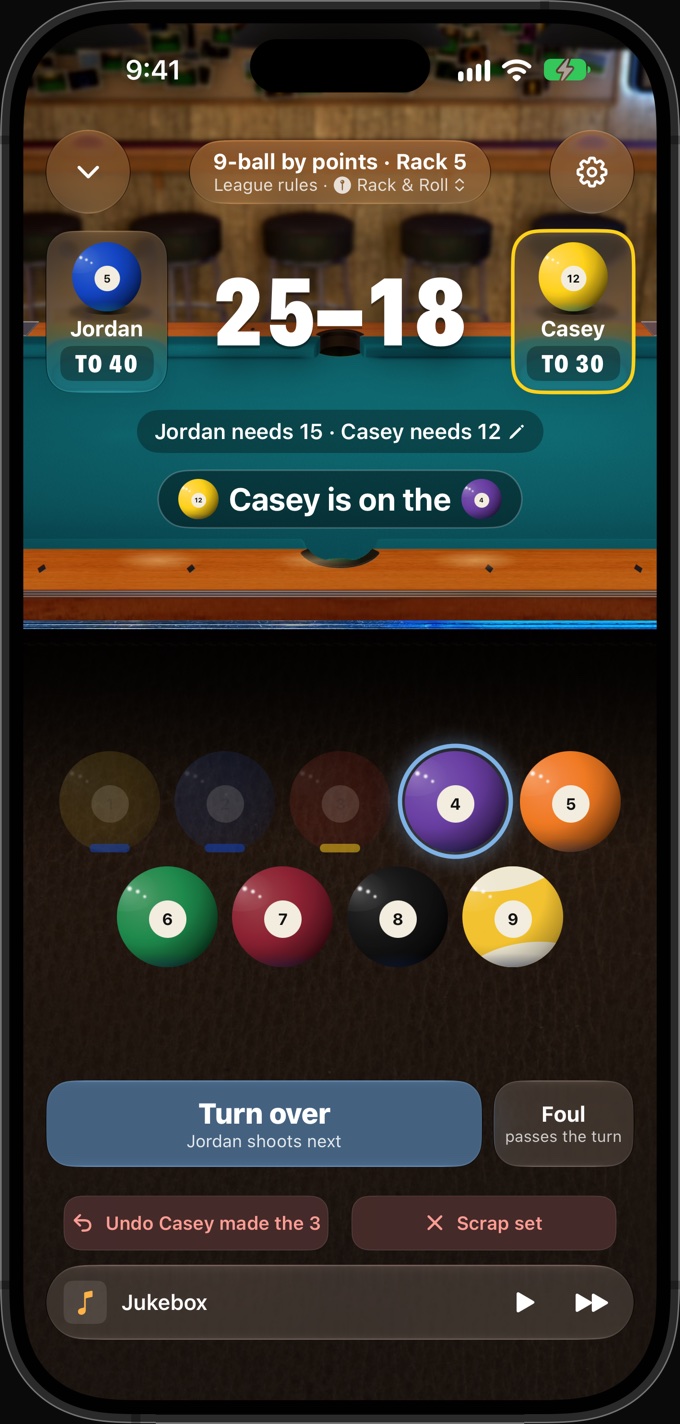 9:41
9-ball by points · Rack 5
League rules · Rack & Roll
5
Jordan
TO 40
25–18
12
Casey
TO 30
Jordan needs 15 · Casey needs 12
12 Casey is on the 4
4
5
6
7
8
9
Turn over
Jordan shoots next
Foul
passes the turn
Undo Casey made the 3
Scrap set
Jukebox